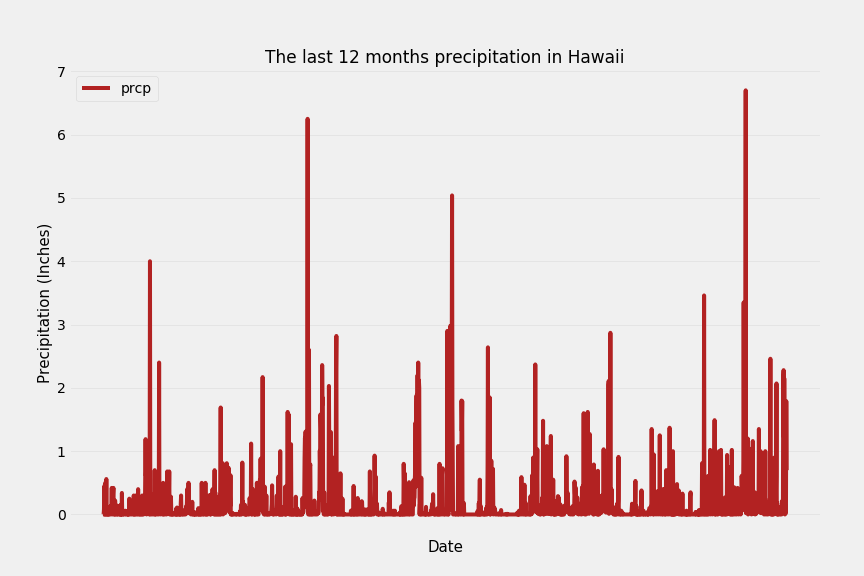 The last 12 months precipitation in Hawaii
7
prcp
6
5
4
3
2
1
0
Precipitation (Inches)
Date